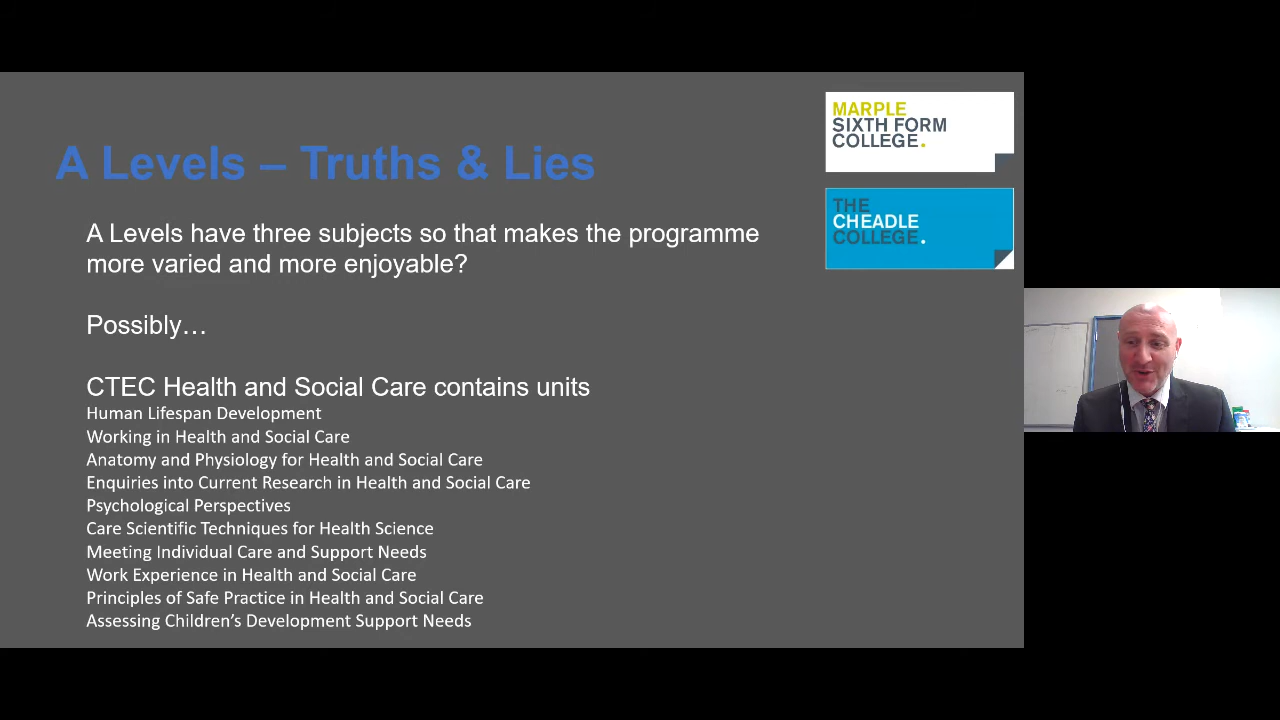 MARPLE
SIXTH FORM
COLLEGE.
A Levels – Truths & Lies
THE
CHEADLE
COLLEGE.
A Levels have three subjects so that makes the programme
more varied and more enjoyable?
Possibly…
CTEC Health and Social Care contains units
Human Lifespan Development
Working in Health and Social Care
Anatomy and Physiology for Health and Social Care
Enquiries into Current Research in Health and Social Care
Psychological Perspectives
Care Scientific Techniques for Health Science
Meeting Individual Care and Support Needs
Work Experience in Health and Social Care
Principles of Safe Practice in Health and Social Care
Assessing Children’s Development Support Needs